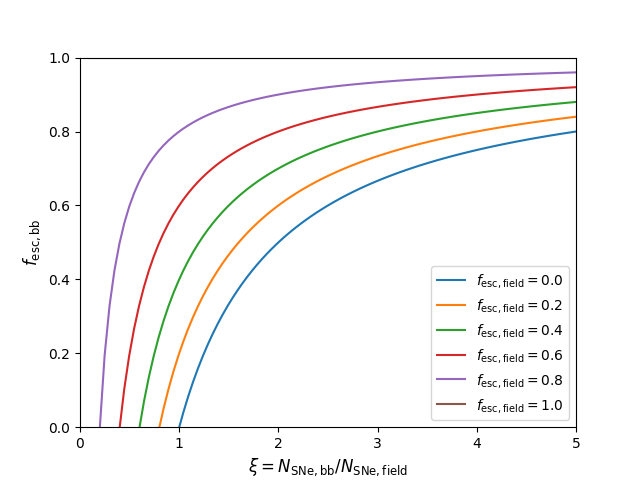 1.0
0.8
0.6
0.4
0.2
0.0
f_esc,bb
0 1 2 3 4 5
ξ = N_SNe,bb/N_SNe,field
f_esc,field = 0.0
f_esc,field = 0.2
f_esc,field = 0.4
f_esc,field = 0.6
f_esc,field = 0.8
f_esc,field = 1.0